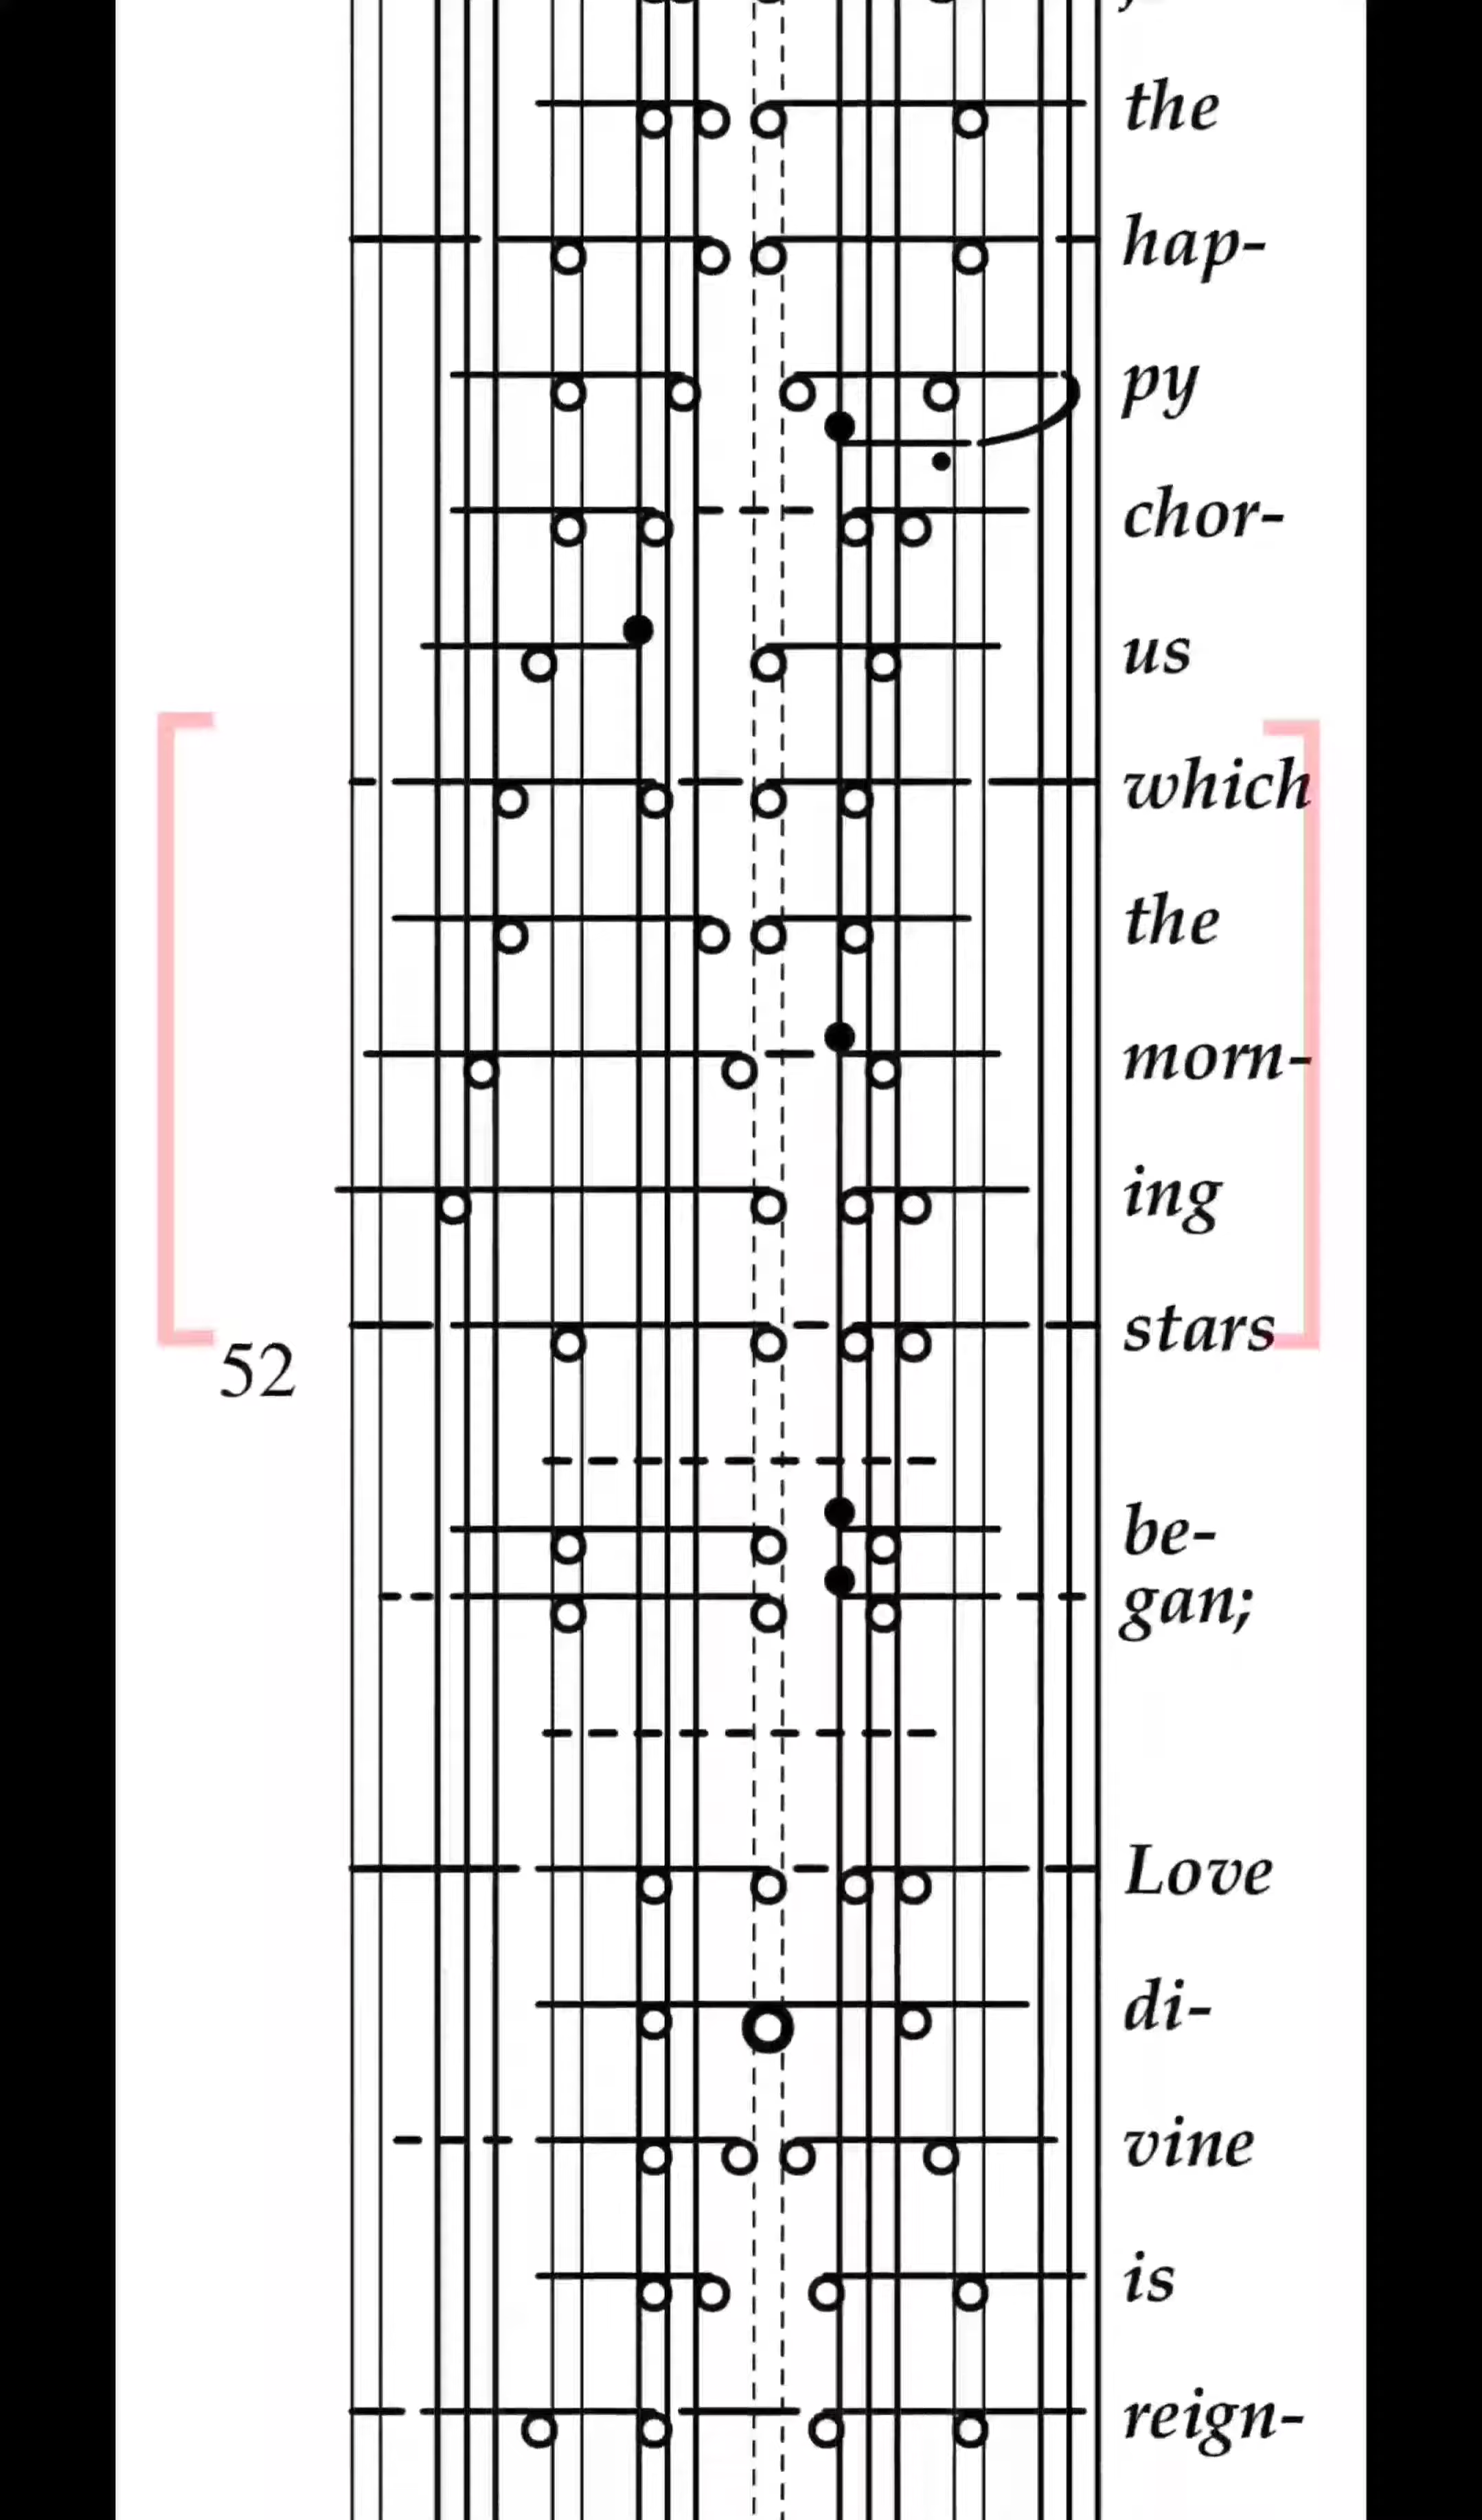 the
hap-
py
chor-
us
which
the
morn-
ing
stars
52
be-
gan;
Love
di-
vine
is
reign-